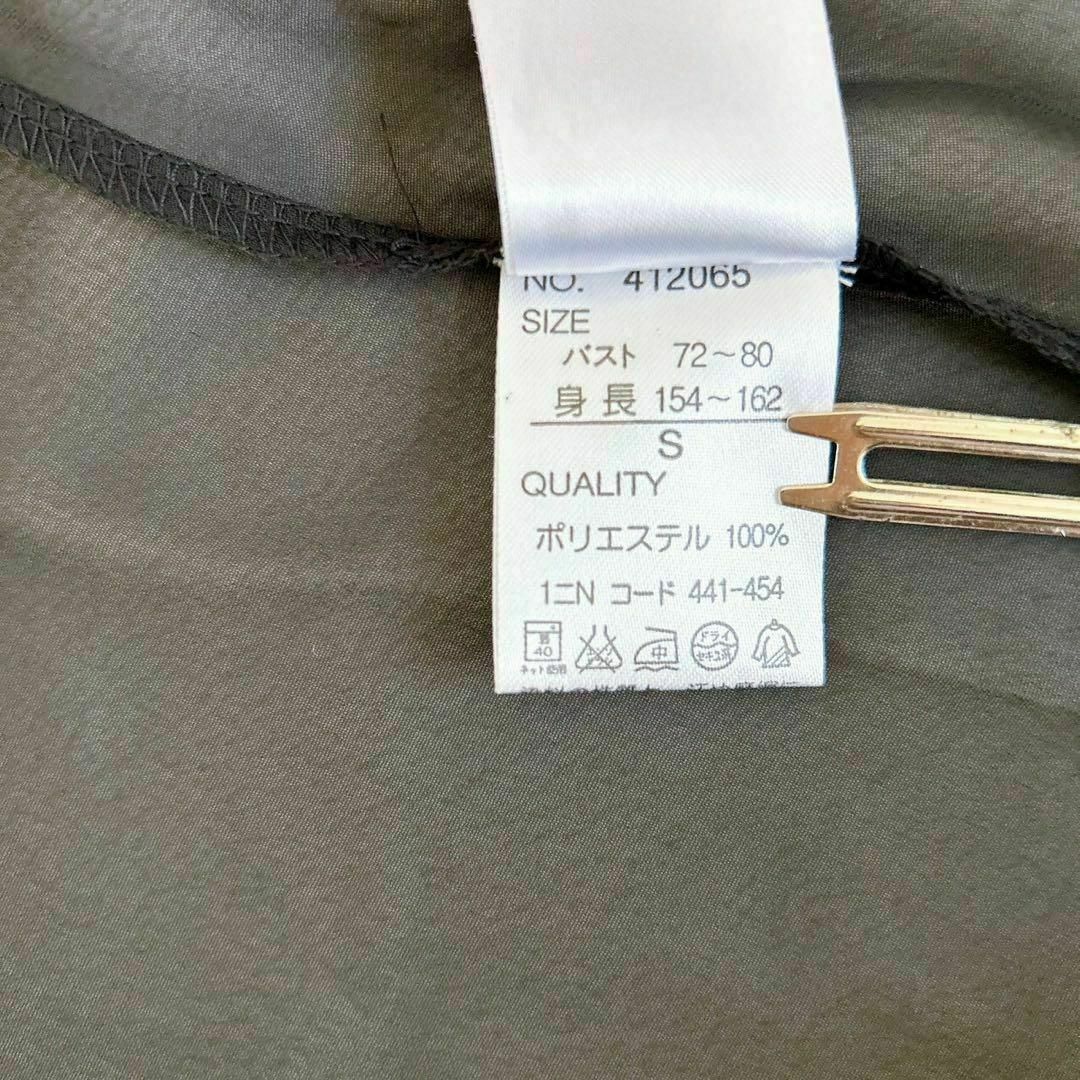 NO. 412065
SIZE
バスト 72～80
身長 154～162
S
QUALITY
ポリエステル 100%
1ニN コード 441-454
40 中 ドライ セキユ系
ネット使用